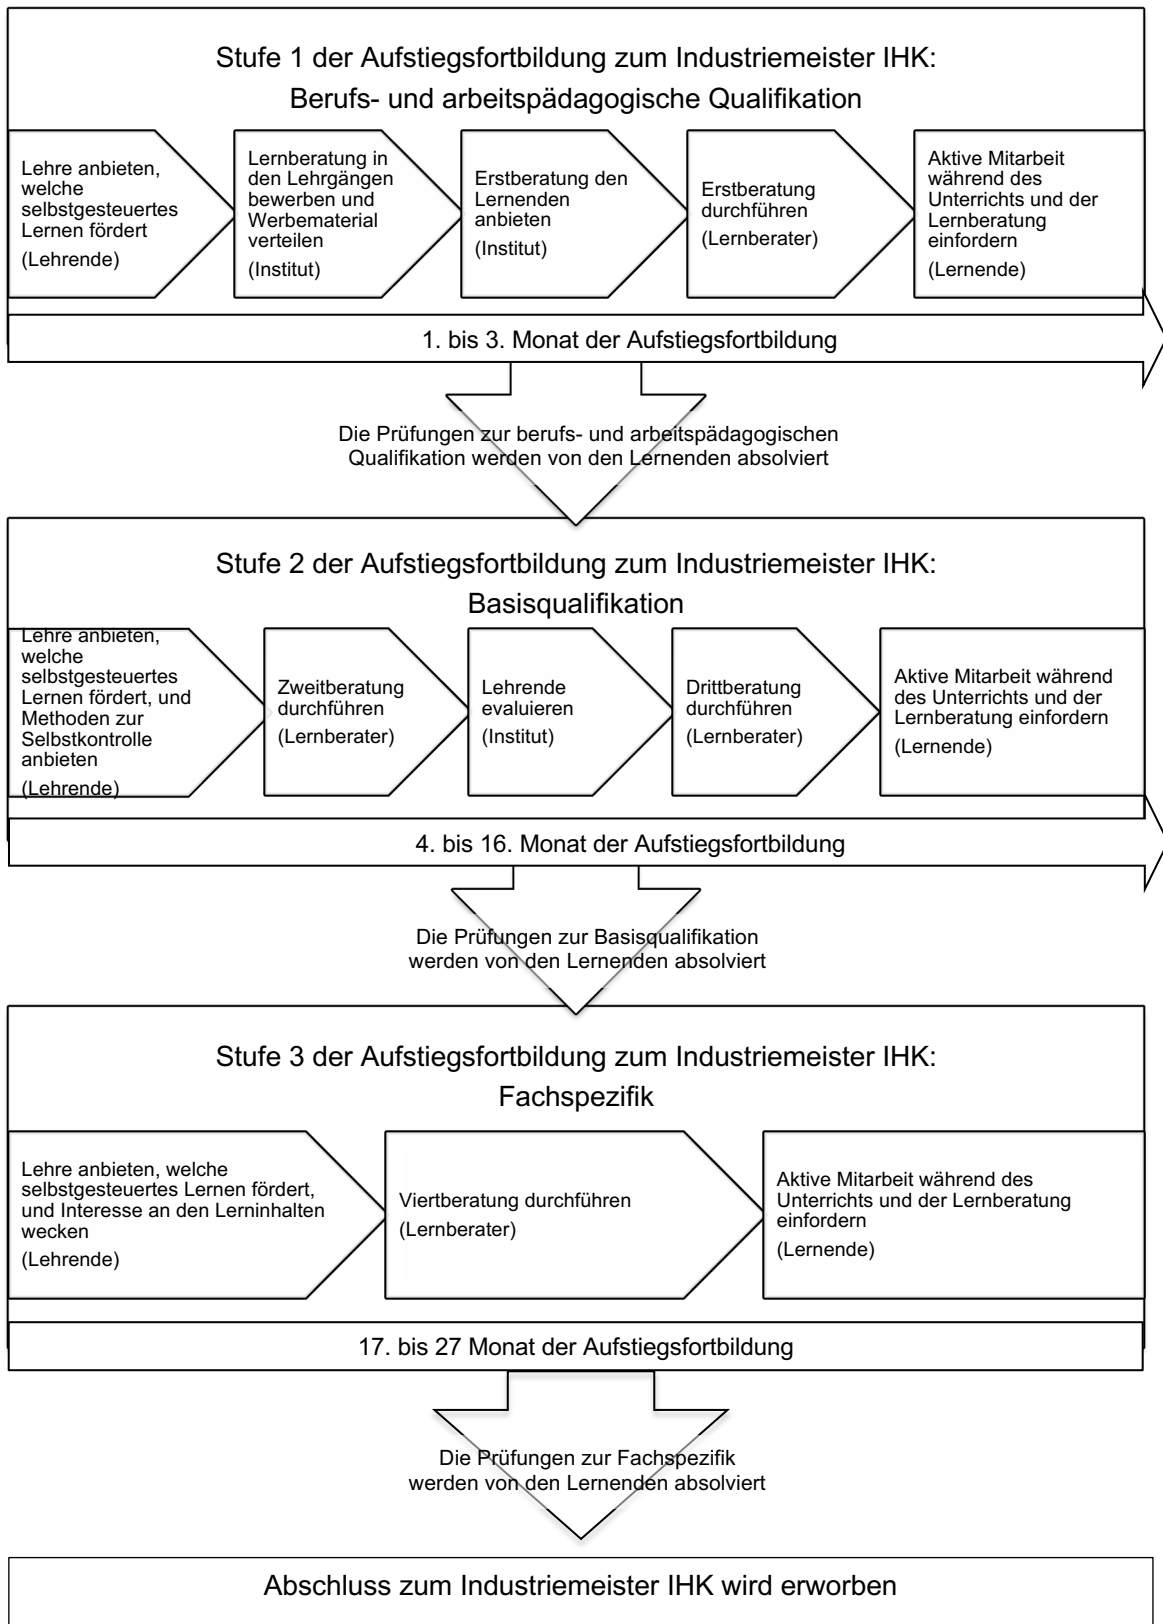 Stufe 1 der Aufstiegsfortbildung zum Industriemeister IHK:
Berufs- und arbeitspädagogische Qualifikation
Lehre anbieten,
welche
selbstgesteuertes
Lernen fördert
(Lehrende)
Lernberatung in
den Lehrgängen
bewerben und
Werbematerial
verteilen
(Institut)
Erstberatung den
Lernenden
anbieten
(Institut)
Erstberatung
durchführen
(Lernberater)
Aktive Mitarbeit
während des
Unterrichts und der
Lernberatung
einfordern
(Lernende)
1. bis 3. Monat der Aufstiegsfortbildung
Die Prüfungen zur berufs- und arbeitspädagogischen
Qualifikation werden von den Lernenden absolviert
Stufe 2 der Aufstiegsfortbildung zum Industriemeister IHK:
Basisqualifikation
Lehre anbieten,
welche
selbstgesteuertes
Lernen fördert, und
Methoden zur
Selbstkontrolle
anbieten
(Lehrende)
Zweitberatung
durchführen
(Lernberater)
Lehrende
evaluieren
(Institut)
Drittberatung
durchführen
(Lernberater)
Aktive Mitarbeit während
des Unterrichts und der
Lernberatung einfordern
(Lernende)
4. bis 16. Monat der Aufstiegsfortbildung
Die Prüfungen zur Basisqualifikation
werden von den Lernenden absolviert
Stufe 3 der Aufstiegsfortbildung zum Industriemeister IHK:
Fachspezifik
Lehre anbieten, welche
selbstgesteuertes Lernen fördert,
und Interesse an den Lerninhalten
wecken
(Lehrende)
Viertberatung durchführen
(Lernberater)
Aktive Mitarbeit während des
Unterrichts und der Lernberatung
einfordern
(Lernende)
17. bis 27 Monat der Aufstiegsfortbildung
Die Prüfungen zur Fachspezifik
werden von den Lernenden absolviert
Abschluss zum Industriemeister IHK wird erworben